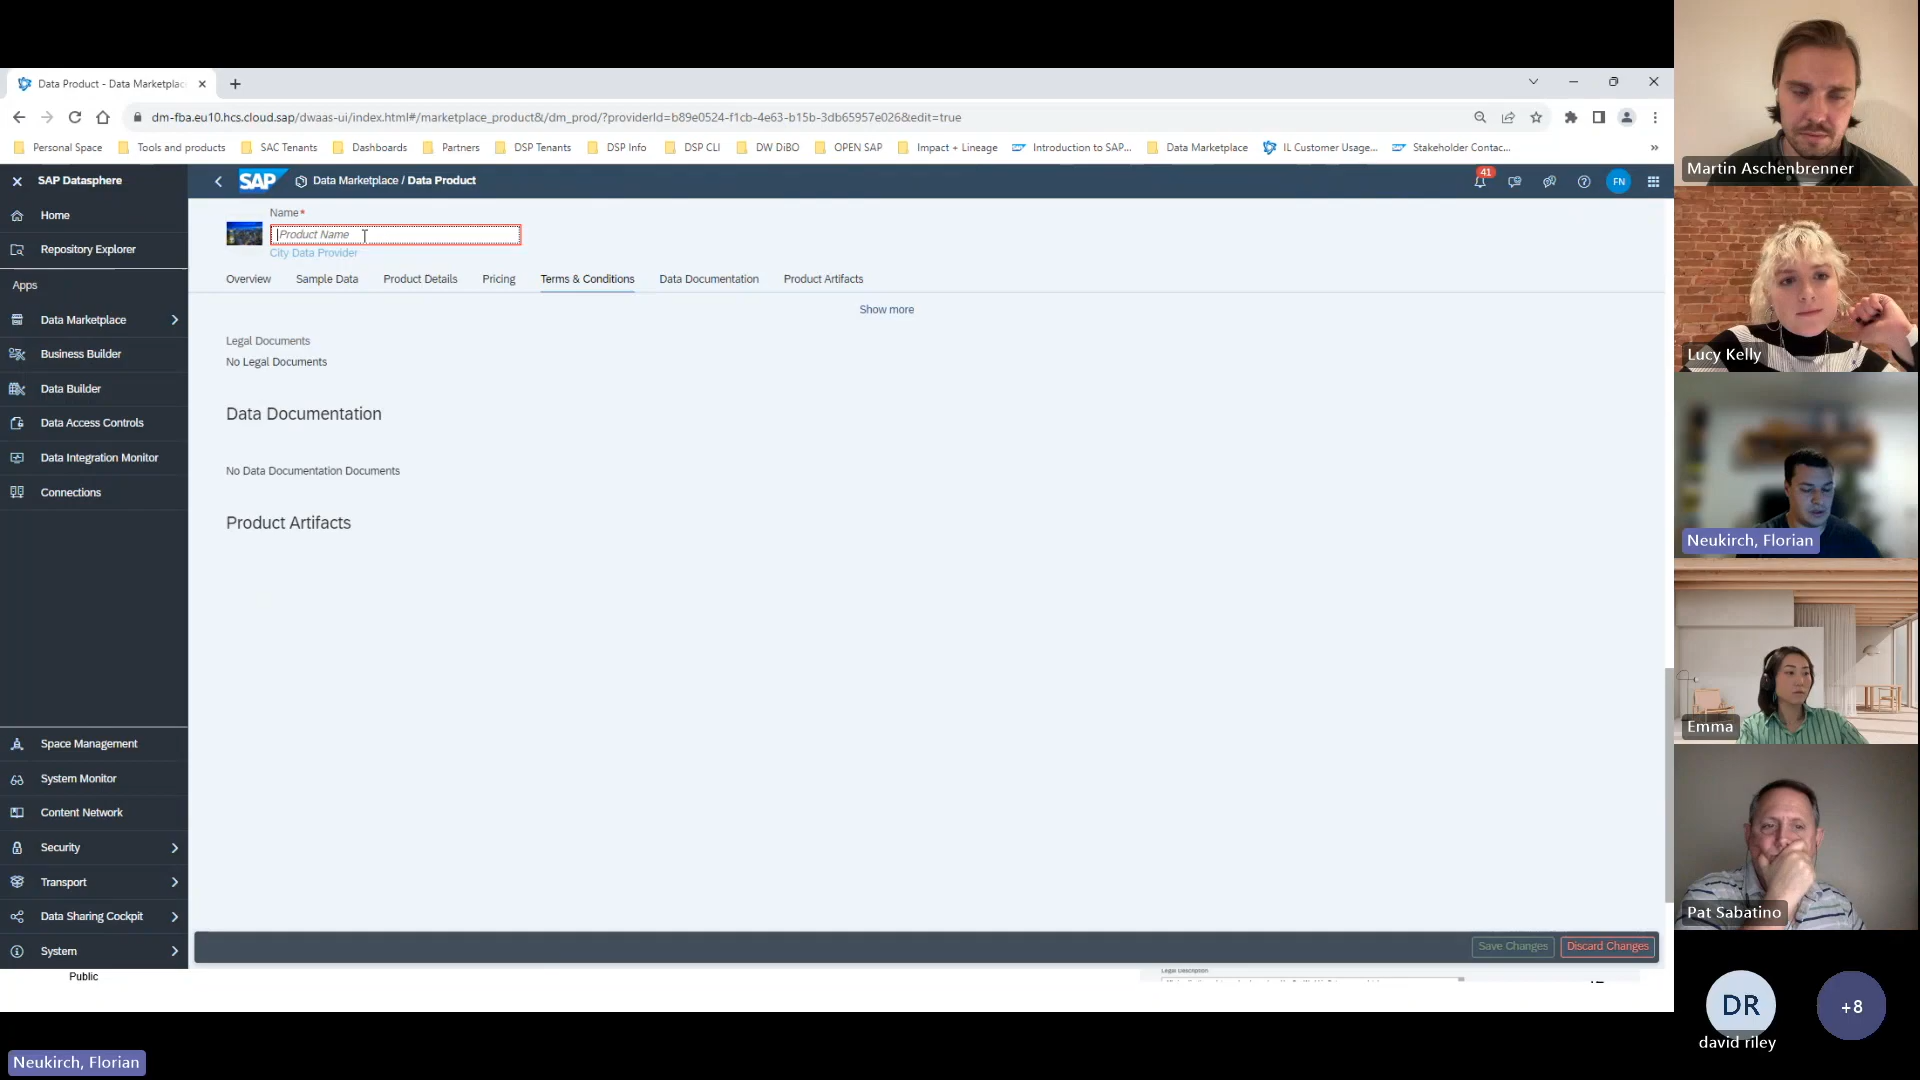 Data Product - Data Marketplac
dm-fba.eu10.hcs.cloud.sap/dwaas-ui/index.html#/marketplace_product&/dm_prod/?providerId=b89e0524-f1cb-4e63-b15b-3db65957e026&edit=true
Personal Space
Tools and products
SAC Tenants
Dashboards
Partners
DSP Tenants
DSP Info
DSP CLI
DW DiBO
OPEN SAP
Impact + Lineage
Introduction to SAP...
Data Marketplace
IL Customer Usage...
Stakeholder Contac...
»
SAP Datasphere
SAP
Data Marketplace / Data Product
41
FN
Home
Repository Explorer
Apps
Data Marketplace
Business Builder
Data Builder
Data Access Controls
Data Integration Monitor
Connections
Space Management
System Monitor
Content Network
Security
Transport
Data Sharing Cockpit
System
Name*
Product Name
City Data Provider
Overview
Sample Data
Product Details
Pricing
Terms & Conditions
Data Documentation
Product Artifacts
Show more
Legal Documents
No Legal Documents
Data Documentation
No Data Documentation Documents
Product Artifacts
Save Changes
Discard Changes
Public
Legal Description
Martin Aschenbrenner
Lucy Kelly
Neukirch, Florian
Emma
Pat Sabatino
DR
david riley
+8
Neukirch, Florian